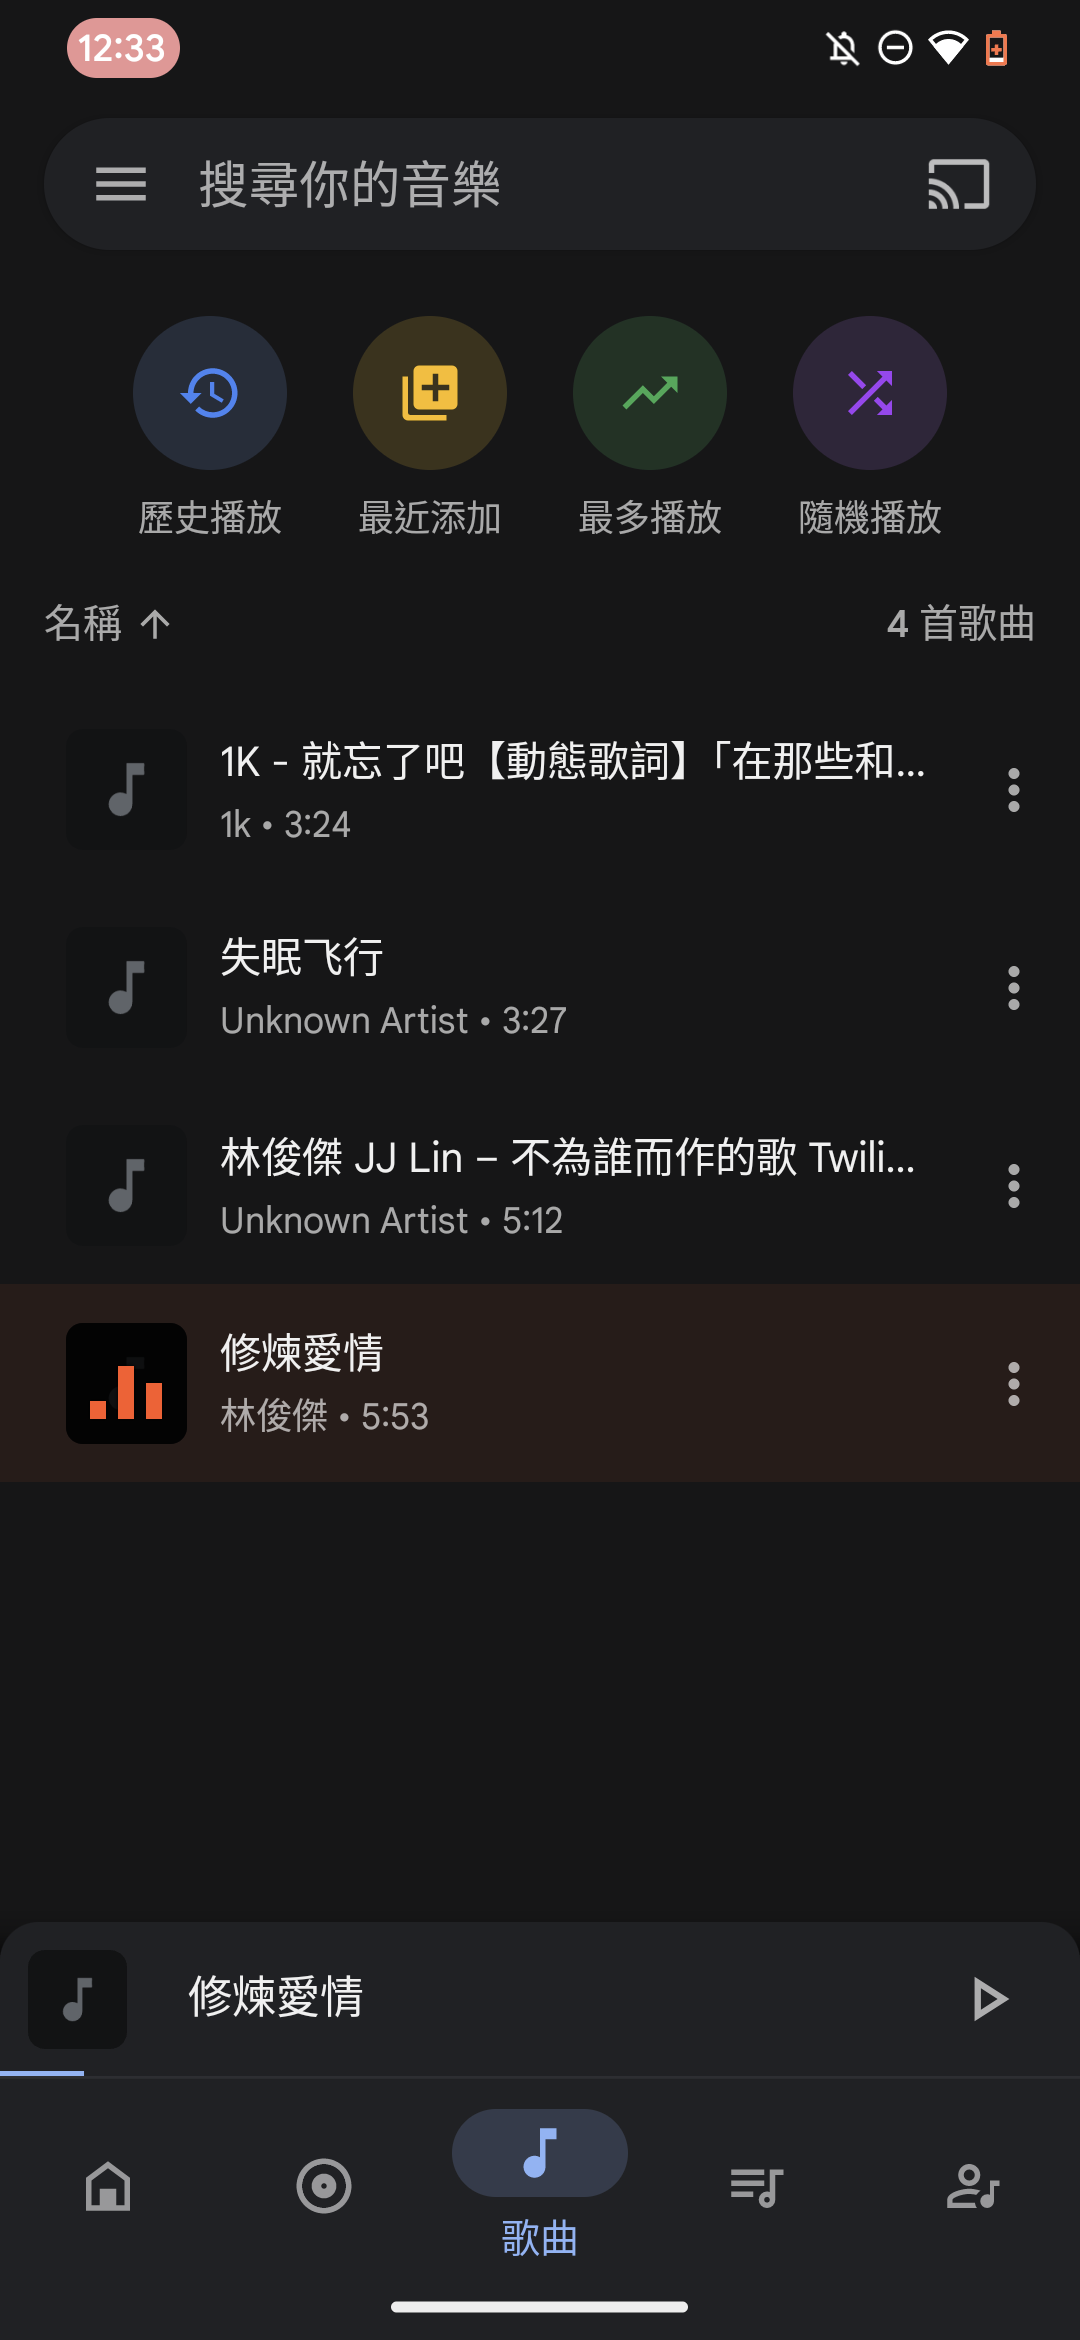 12:33
搜尋你的音樂
歷史播放
最近添加
最多播放
隨機播放
名稱
4 首歌曲
1K - 就忘了吧【動態歌詞】「在那些和...
1k • 3:24
失眠飞行
Unknown Artist • 3:27
林俊傑 JJ Lin – 不為誰而作的歌 Twili...
Unknown Artist • 5:12
修煉愛情
林俊傑 • 5:53
修煉愛情
歌曲